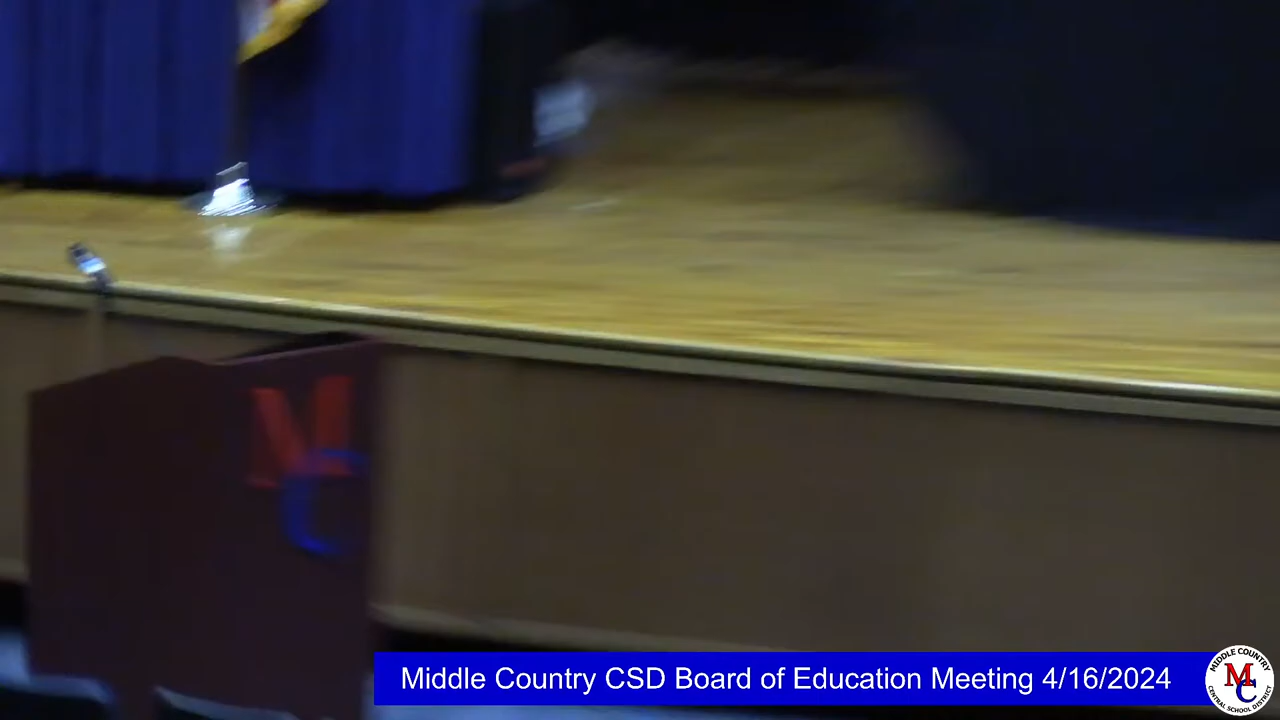 MC
Middle Country CSD Board of Education Meeting 4/16/2024
MIDDLE COUNTRY
MC
CENTRAL SCHOOL DISTRICT